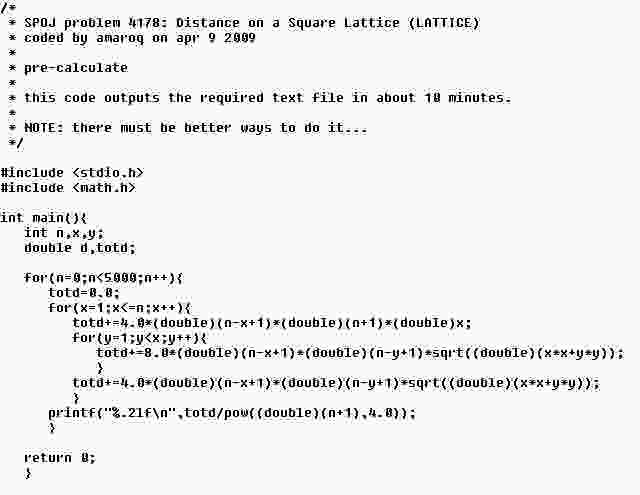 /*
 * SPOJ problem 4178: Distance on a Square Lattice (LATTICE)
 * coded by amaroq on apr 9 2009
 *
 * pre-calculate
 *
 * this code outputs the required text file in about 10 minutes.
 *
 * NOTE: there must be better ways to do it...
 */

#include <stdio.h>
#include <math.h>

int main(){
   int n,x,y;
   double d,totd;

   for(n=0;n<5000;n++){
      totd=0.0;
      for(x=1;x<=n;x++){
         totd+=4.0*(double)(n-x+1)*(double)(n+1)*(double)x;
         for(y=1;y<x;y++){
            totd+=8.0*(double)(n-x+1)*(double)(n-y+1)*sqrt((double)(x*x+y*y));
            }
         totd+=4.0*(double)(n-x+1)*(double)(n-y+1)*sqrt((double)(x*x+y*y));
         }
      printf("%.2lf\n",totd/pow((double)(n+1),4.0));
      }

   return 0;
   }